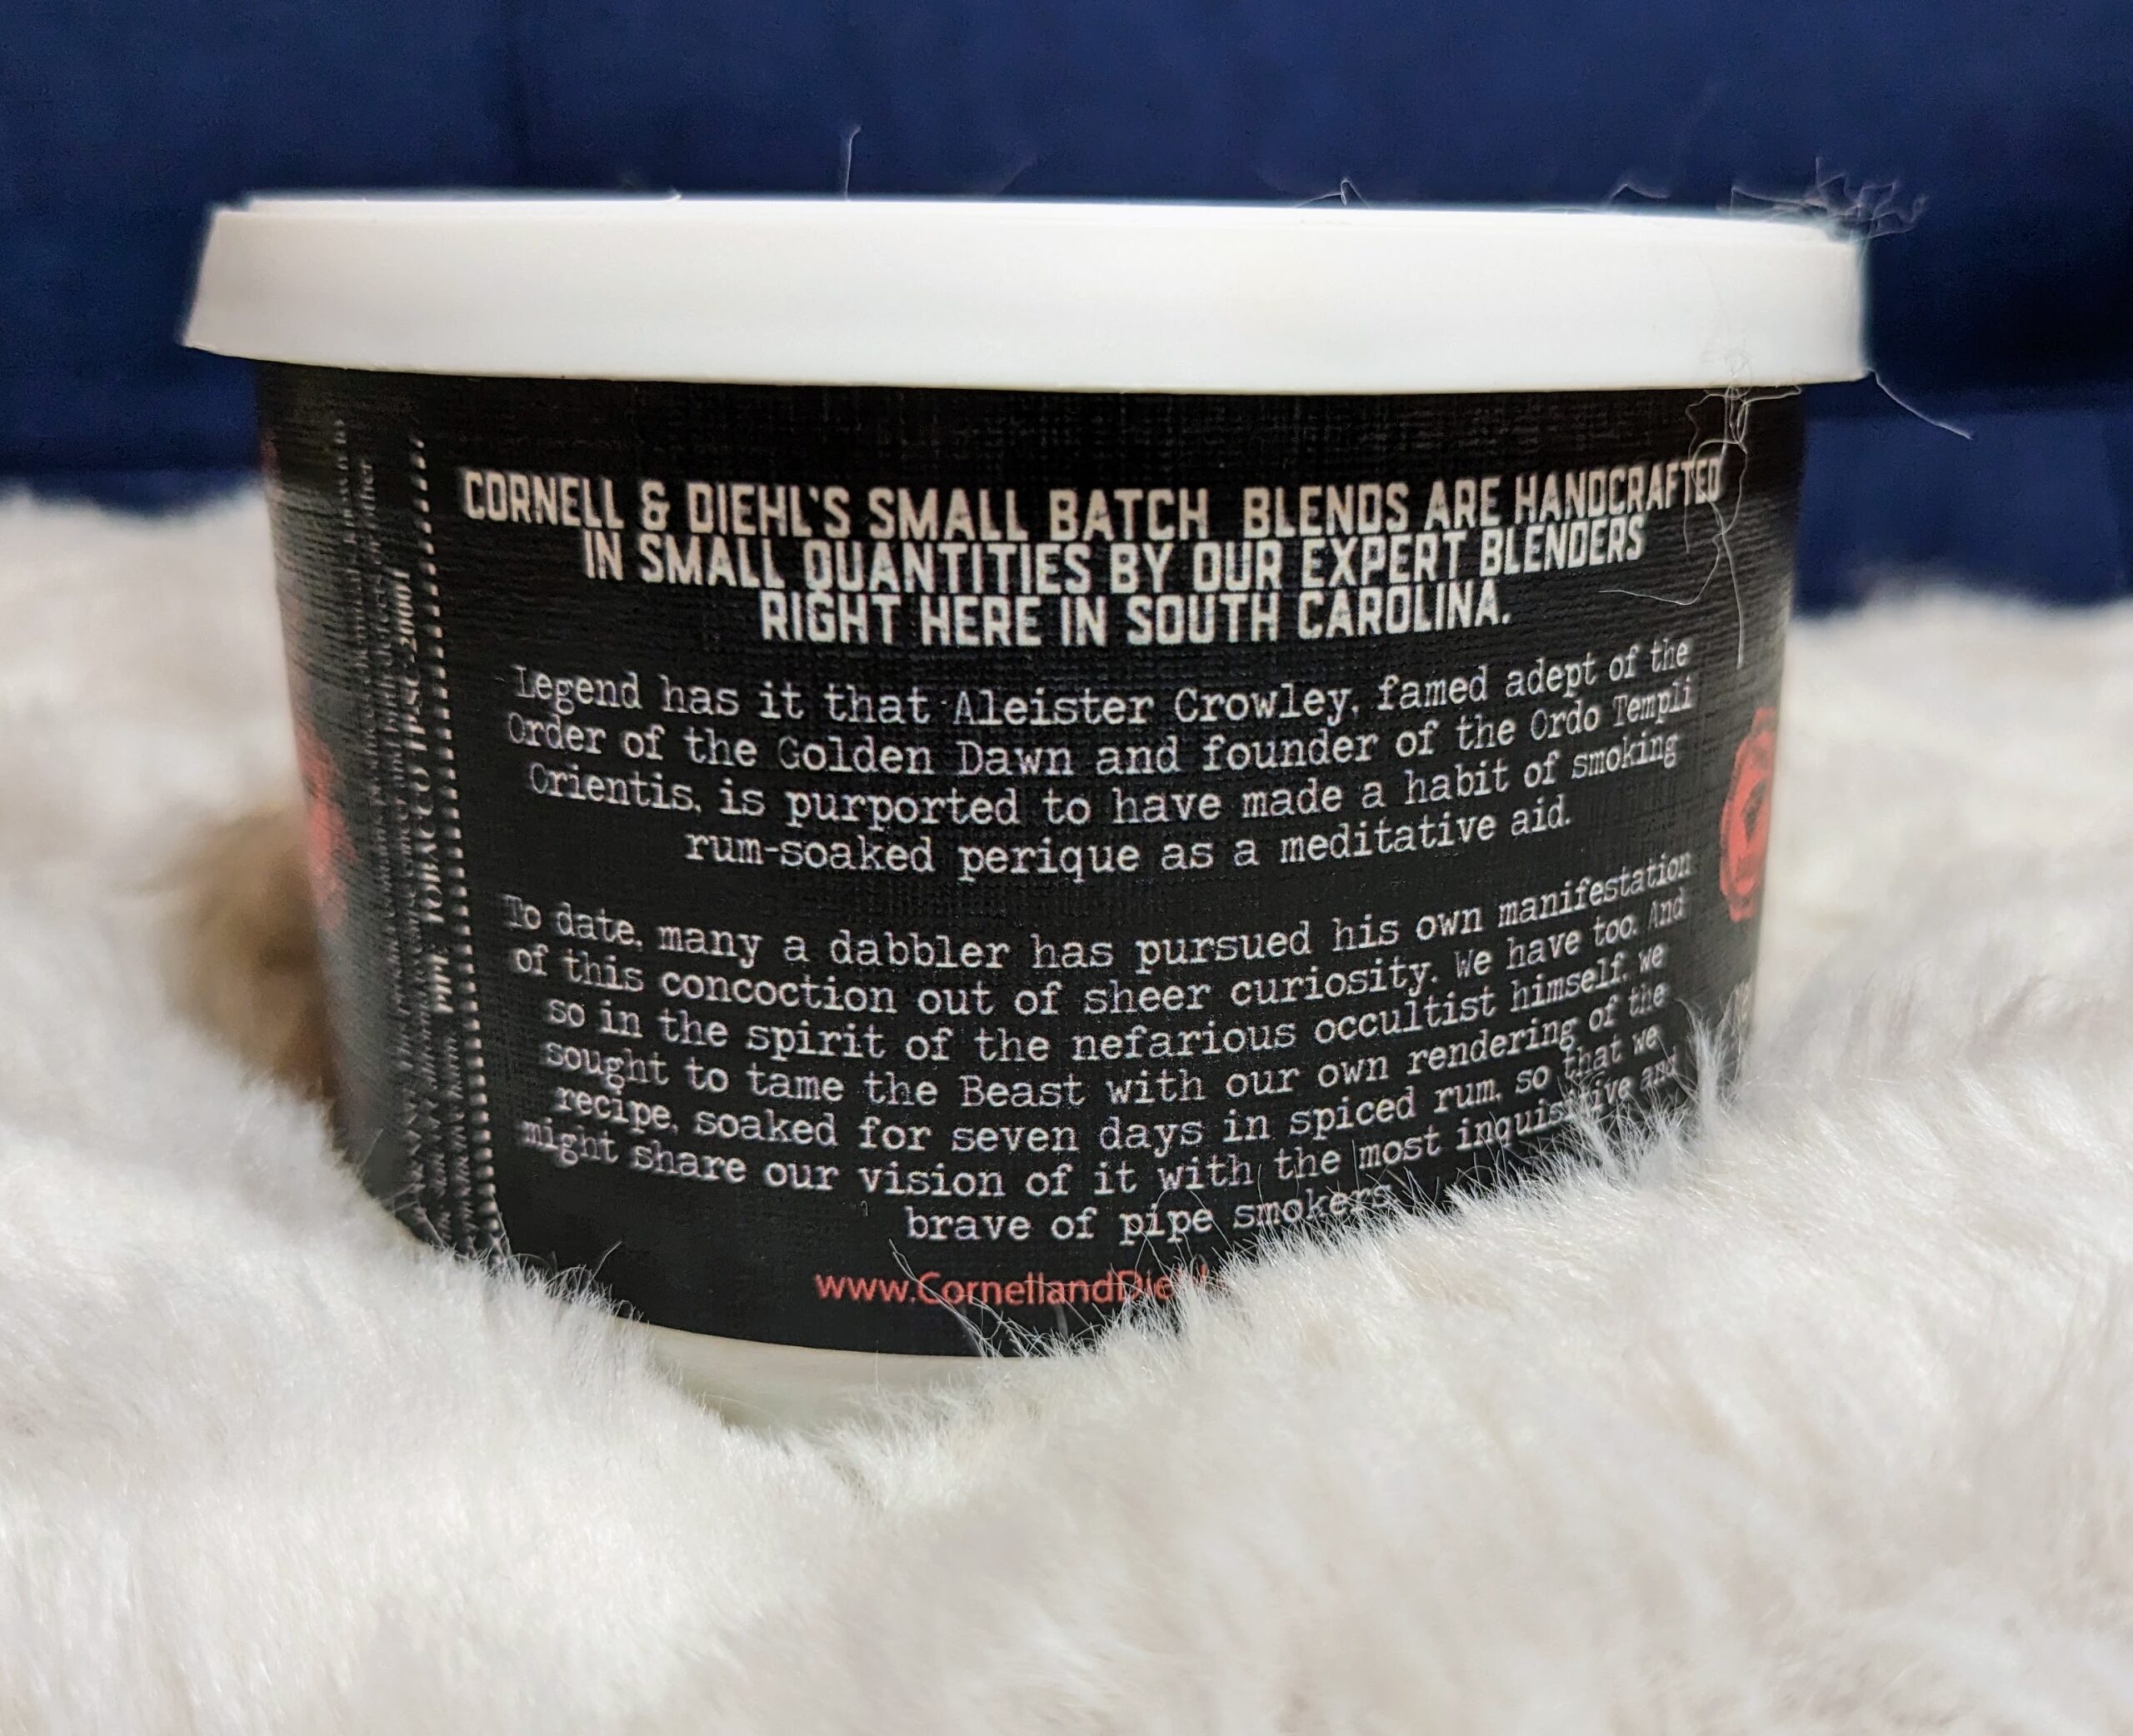 CORNELL & DIEHL'S SMALL BATCH BLENDS ARE HANDCRAFTED
IN SMALL QUANTITIES BY OUR EXPERT BLENDERS
RIGHT HERE IN SOUTH CAROLINA.
Legend has it that Aleister Crowley, famed adept of the
Order of the Golden Dawn and founder of the Ordo Templi
Orientis, is purported to have made a habit of smoking
rum-soaked perique as a meditative aid.
To date, many a dabbler has pursued his own manifestation
of this concoction out of sheer curiosity. We have too. And
so in the spirit of the nefarious occultist himself, we
sought to tame the Beast with our own rendering of the
recipe, soaked for seven days in spiced rum, so that we
might share our vision of it with the most inquisitive and
brave of pipe smokers
www.CornellandDiehl
PIPE TOBACCO TPSC-20001